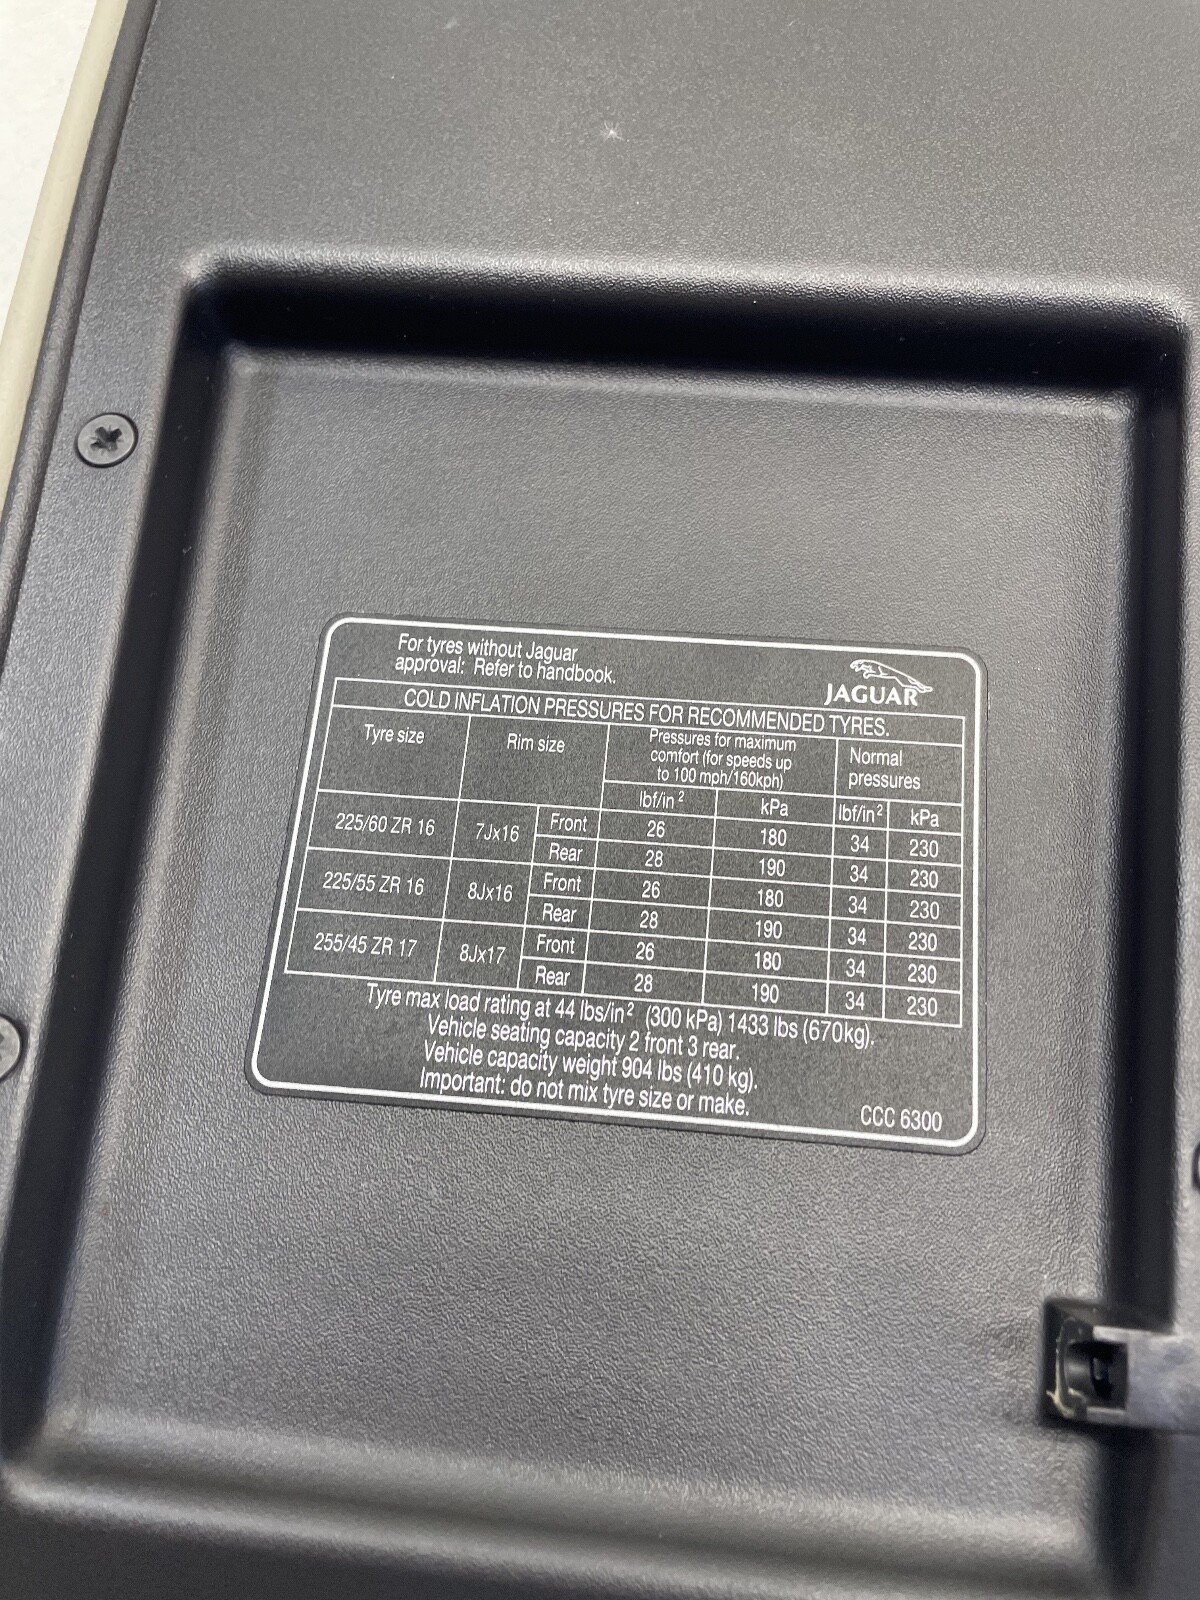 For tyres without Jaguar
approval: Refer to handbook.
JAGUAR
COLD INFLATION PRESSURES FOR RECOMMENDED TYRES.
Tyre size Rim size Pressures for maximum comfort (for speeds up to 100 mph/160kph) Normal pressures
lbf/in² kPa lbf/in² kPa
225/60 ZR 16 7Jx16 Front 26 180 34 230
Rear 28 190 34 230
225/55 ZR 16 8Jx16 Front 26 180 34 230
Rear 28 190 34 230
255/45 ZR 17 8Jx17 Front 26 180 34 230
Rear 28 190 34 230
Tyre max load rating at 44 lbs/in² (300 kPa) 1433 lbs (670kg).
Vehicle seating capacity 2 front 3 rear.
Vehicle capacity weight 904 lbs (410 kg).
Important: do not mix tyre size or make.
CCC 6300